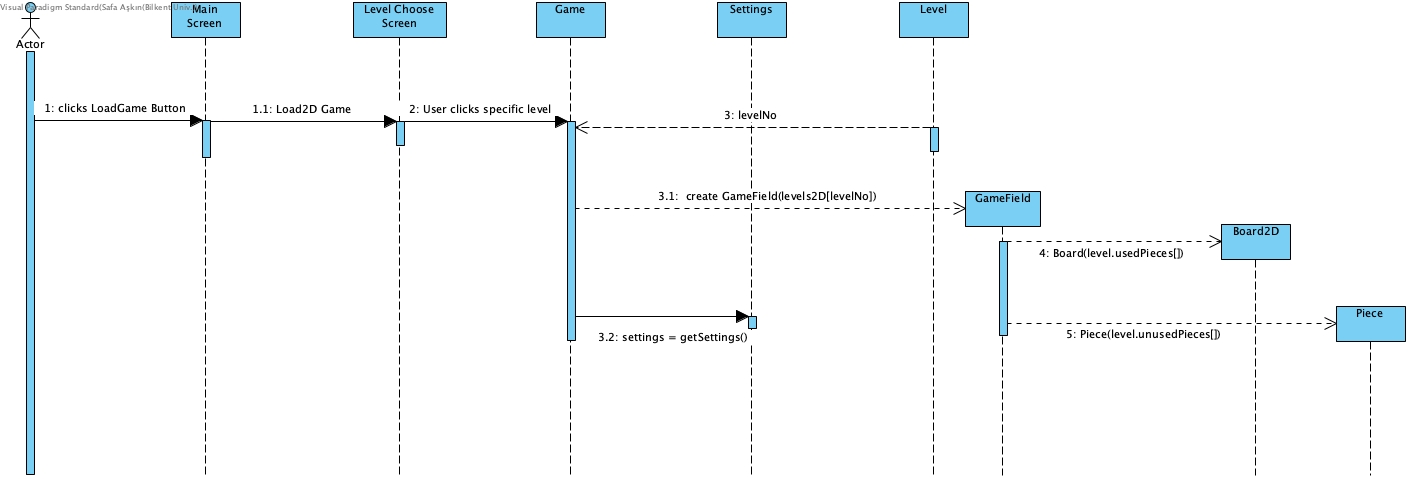 Visual Paradigm Standard(Safa Aşkın(Bilkent Univ.
Actor
Main
Screen
Level Choose
Screen
Game
Settings
Level
1: clicks LoadGame Button
1.1: Load2D Game
2: User clicks specific level
3: levelNo
3.1: create GameField(levels2D[levelNo])
GameField
Board2D
4: Board(level.usedPieces[])
Piece
3.2: settings = getSettings()
5: Piece(level.unusedPieces[])